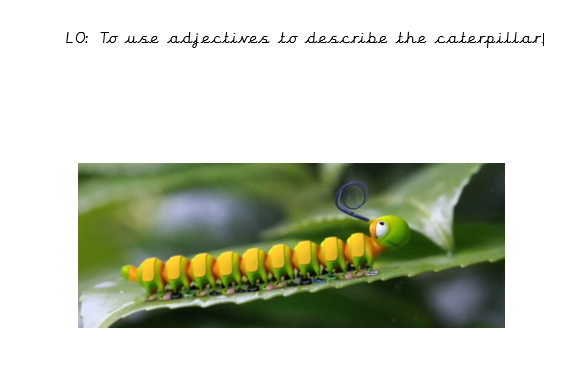 LO: To use adjectives to describe the caterpillar